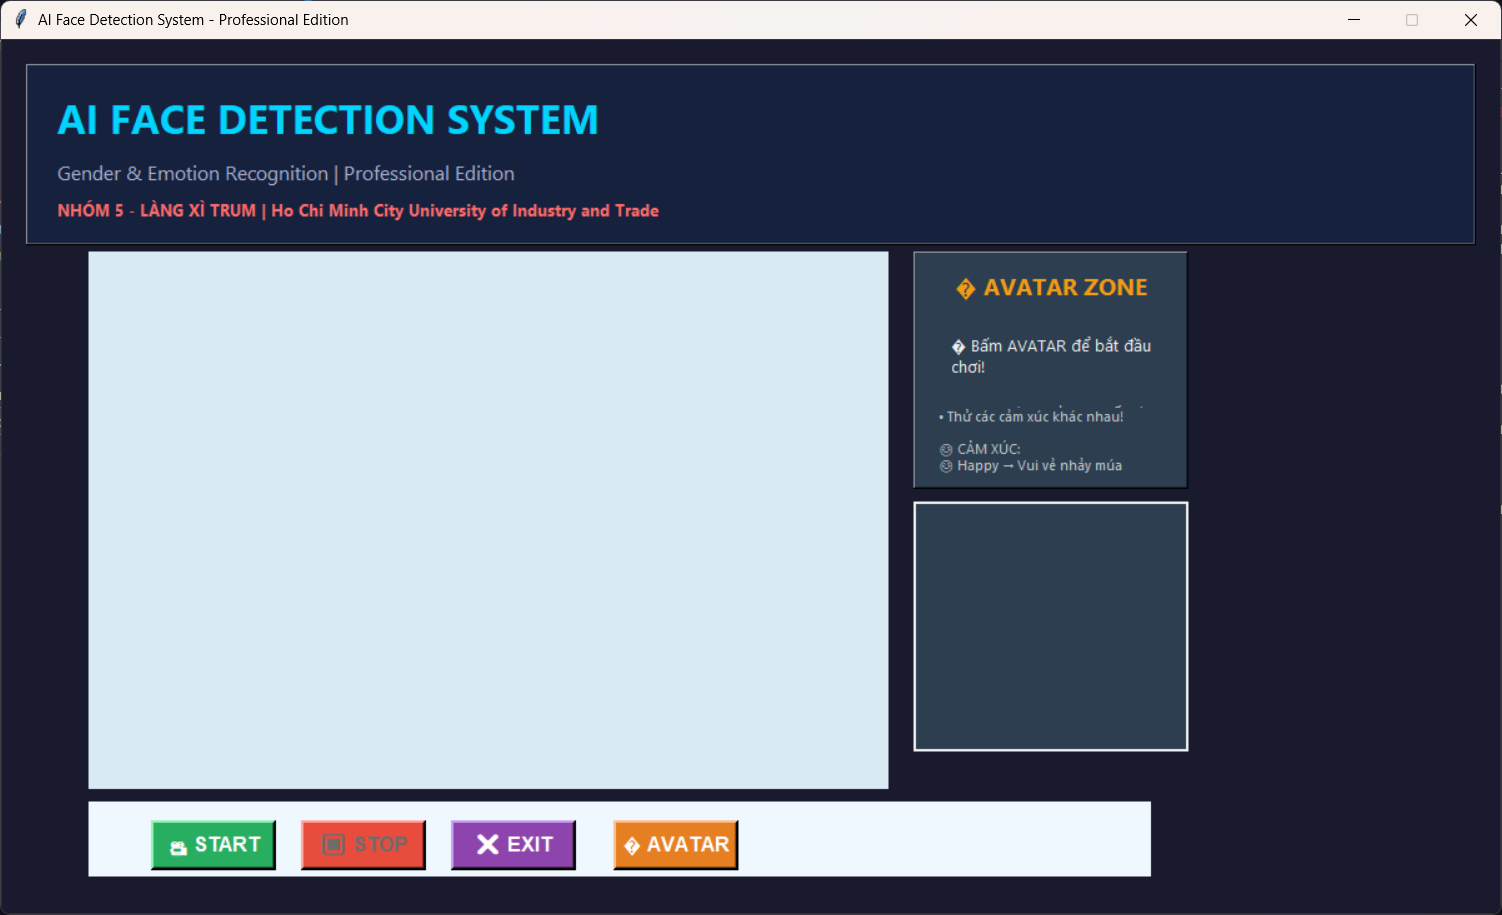 AI Face Detection System - Professional Edition
AI FACE DETECTION SYSTEM
Gender & Emotion Recognition | Professional Edition
NHÓM 5 - LÀNG XÌ TRUM | Ho Chi Minh City University of Industry and Trade
� AVATAR ZONE
� Bấm AVATAR để bắt đầu
chơi!
• Thử các cảm xúc khác nhau!
😊 CẢM XÚC:
😊 Happy → Vui vẻ nhảy múa
START
STOP
EXIT
� AVATAR